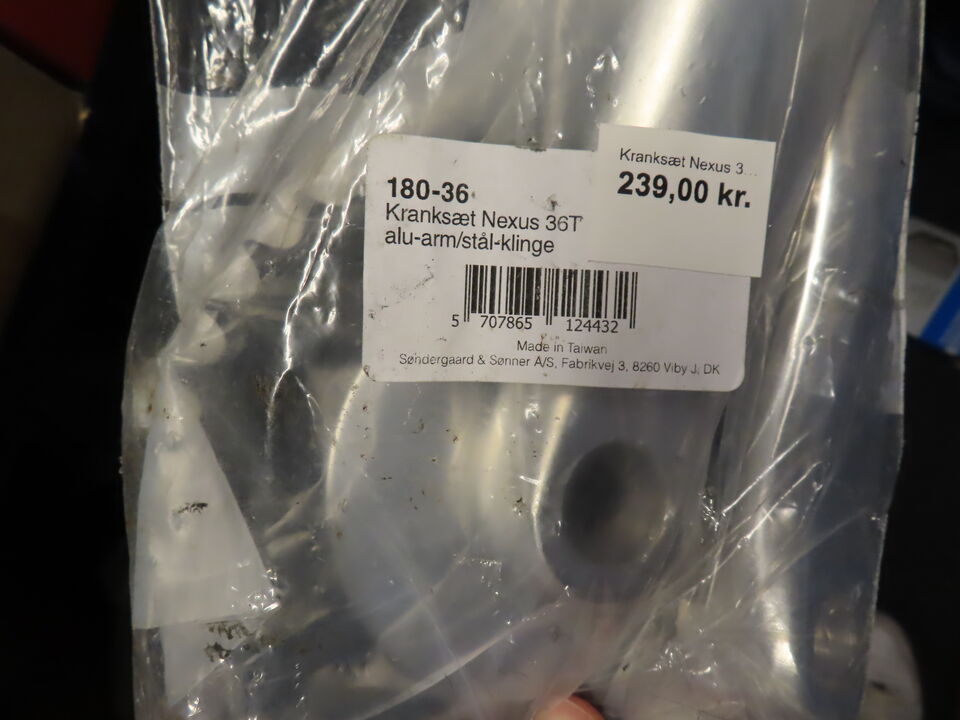 180-36
Kranksæt Nexus 36T
alu-arm/stål-klinge
5 707865 124432
Made in Taiwan
Søndergaard & Sønner A/S, Fabrikvej 3, 8260 Viby J, DK
Kranksæt Nexus 3...
239,00 kr.